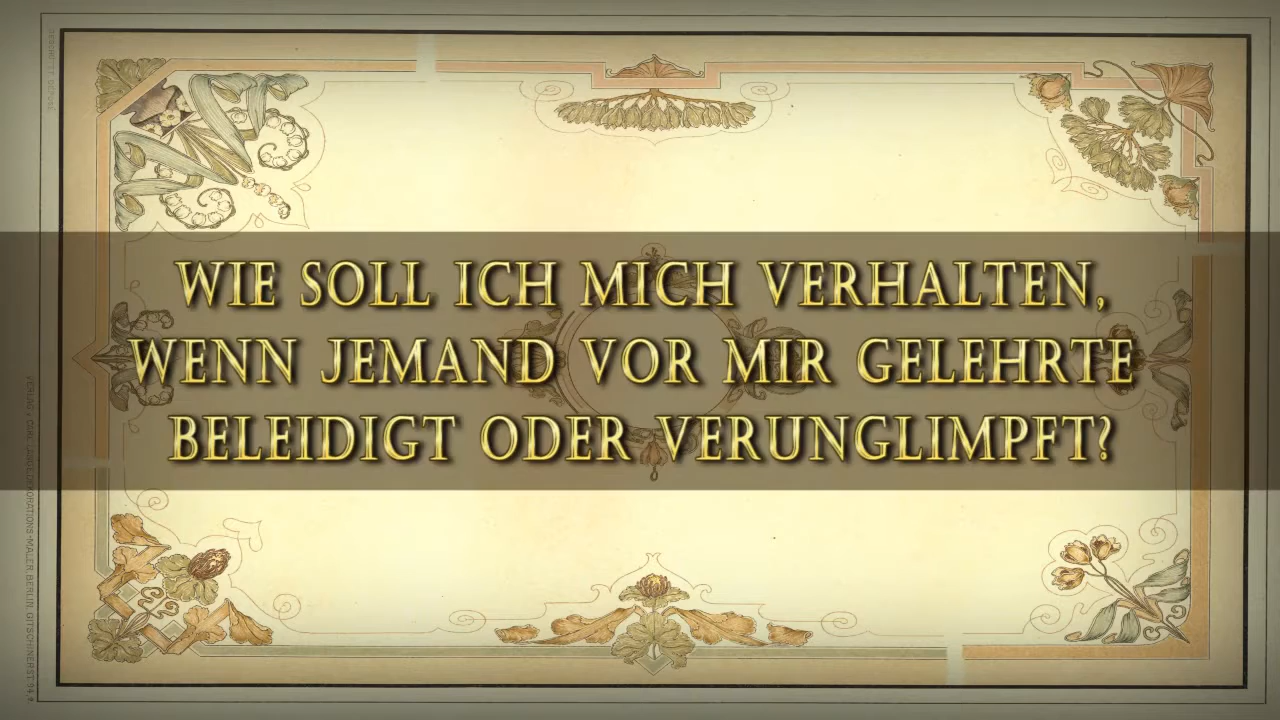 WIE SOLL ICH MICH VERHALTEN,
WENN JEMAND VOR MIR GELEHRTE
BELEIDIGT ODER VERUNGLIMPFT?